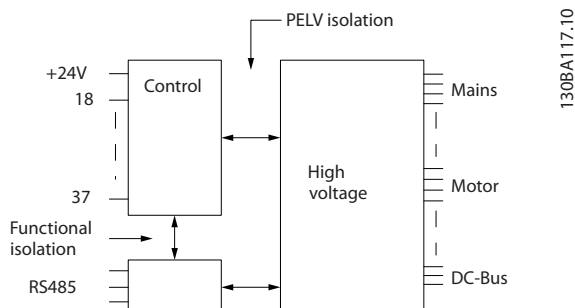 PELV isolation
130BA117.10
+24V
Control
18
Mains
High
voltage
Motor
37
Functional
isolation
RS485
DC-Bus